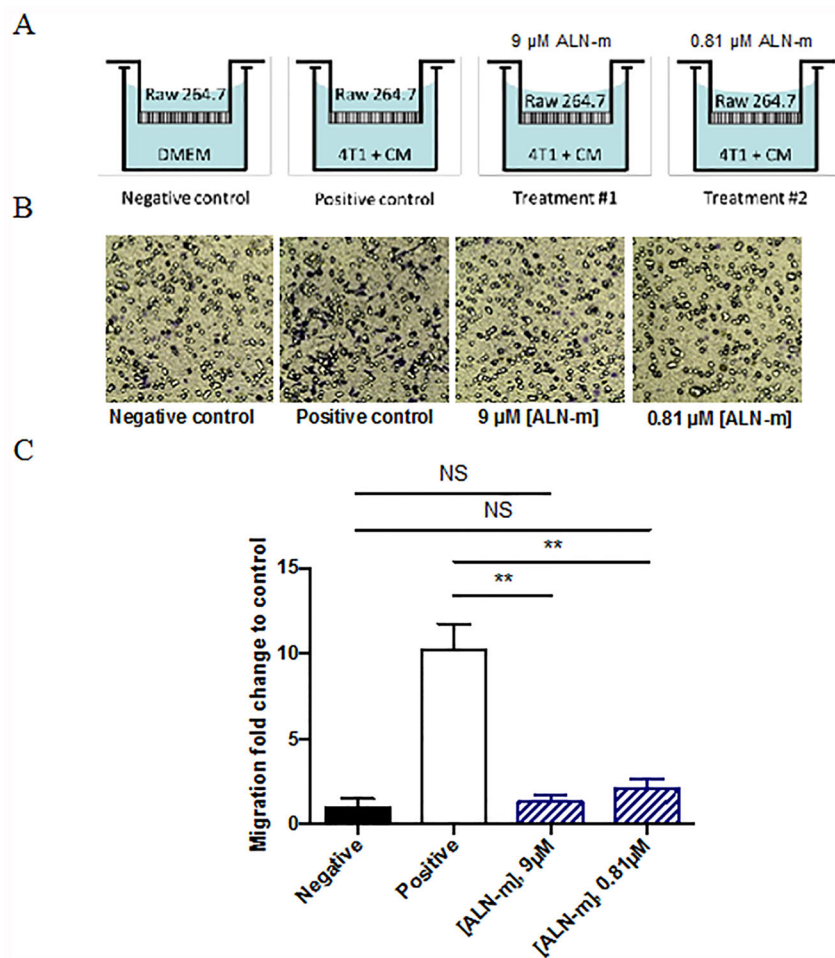 A
9 µM ALN-m
0.81 µM ALN-m
Raw 264.7
Raw 264.7
Raw 264.7
Raw 264.7
DMEM
4T1 + CM
4T1 + CM
4T1 + CM
Negative control
Positive control
Treatment #1
Treatment #2
B
Negative control
Positive control
9 µM [ALN-m]
0.81 µM [ALN-m]
C
NS
NS
**
**
Migration fold change to control
15
10
5
0
Negative
Positive
[ALN-m], 9µM
[ALN-m], 0.81µM